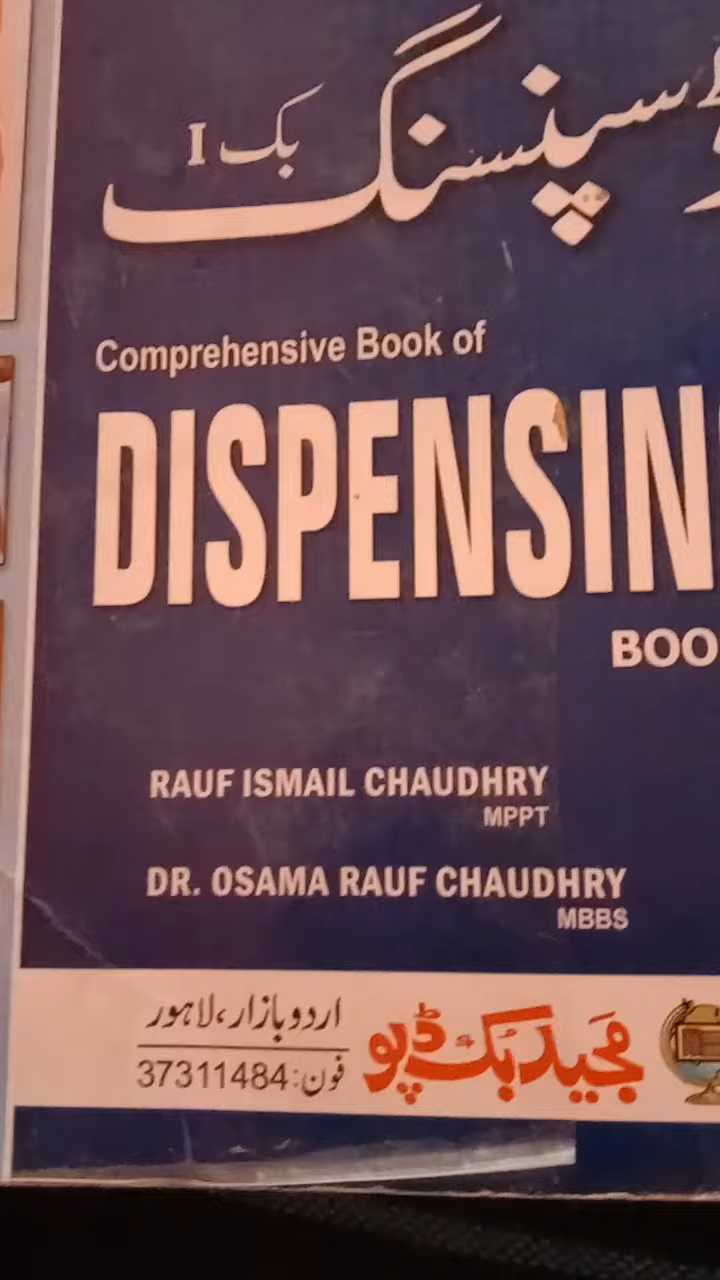 بک I
Comprehensive Book of
DISPENSIN
BOO
RAUF ISMAIL CHAUDHRY
MPPT
DR. OSAMA RAUF CHAUDHRY
MBBS
مجید بک ڈپو
اردو بازار، لاہور
فون: 37311484